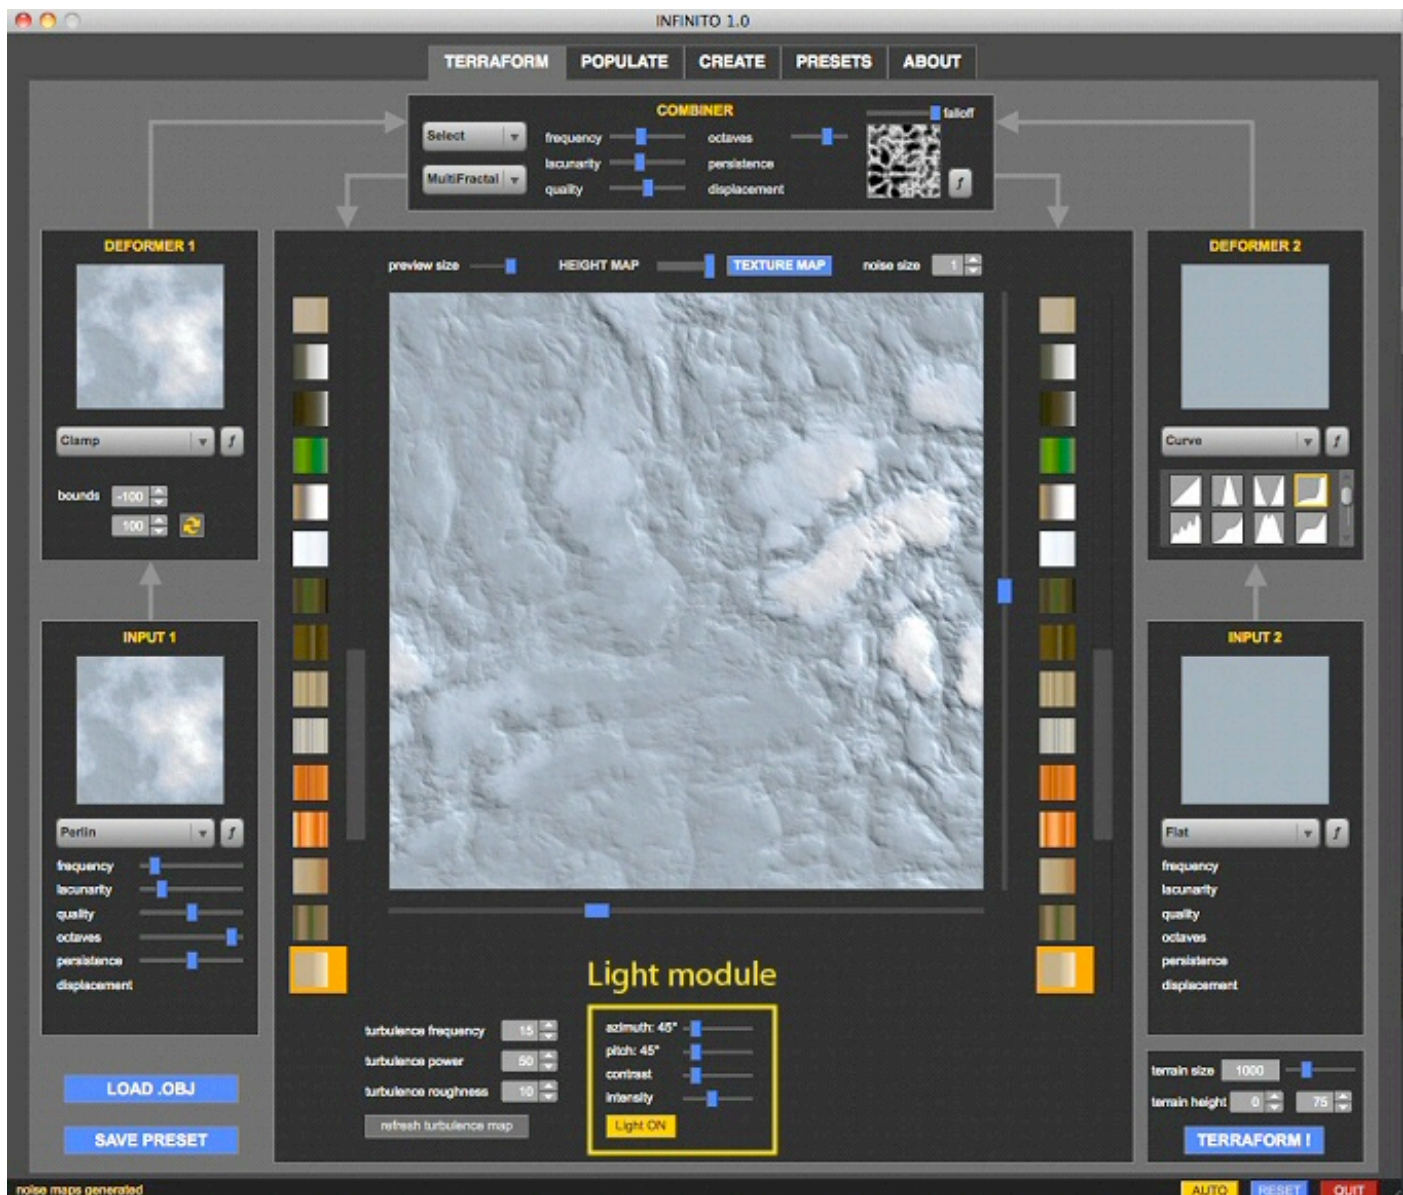 INFINITO 1.0
TERRAFORM POPULATE CREATE PRESETS ABOUT
COMBINER
falloff
Select
frequency
octaves
lacunarity
persistence
MultiFractal
quality
displacement
f
DEFORMER 1
Clamp
f
bounds -100
100
INPUT 1
Perlin
f
frequency
lacunarity
quality
octaves
persistence
displacement
LOAD .OBJ
SAVE PRESET
preview size
HEIGHT MAP
TEXTURE MAP
noise size 1
Light module
turbulence frequency 15
turbulence power 50
turbulence roughness 10
refresh turbulence map
azimuth: 45°
pitch: 45°
contrast
intensity
Light ON
DEFORMER 2
Curve
f
INPUT 2
Flat
f
frequency
lacunarity
quality
octaves
persistence
displacement
terrain size 1000
terrain height 0 75
TERRAFORM !
noise maps generated
AUTO RESET QUIT